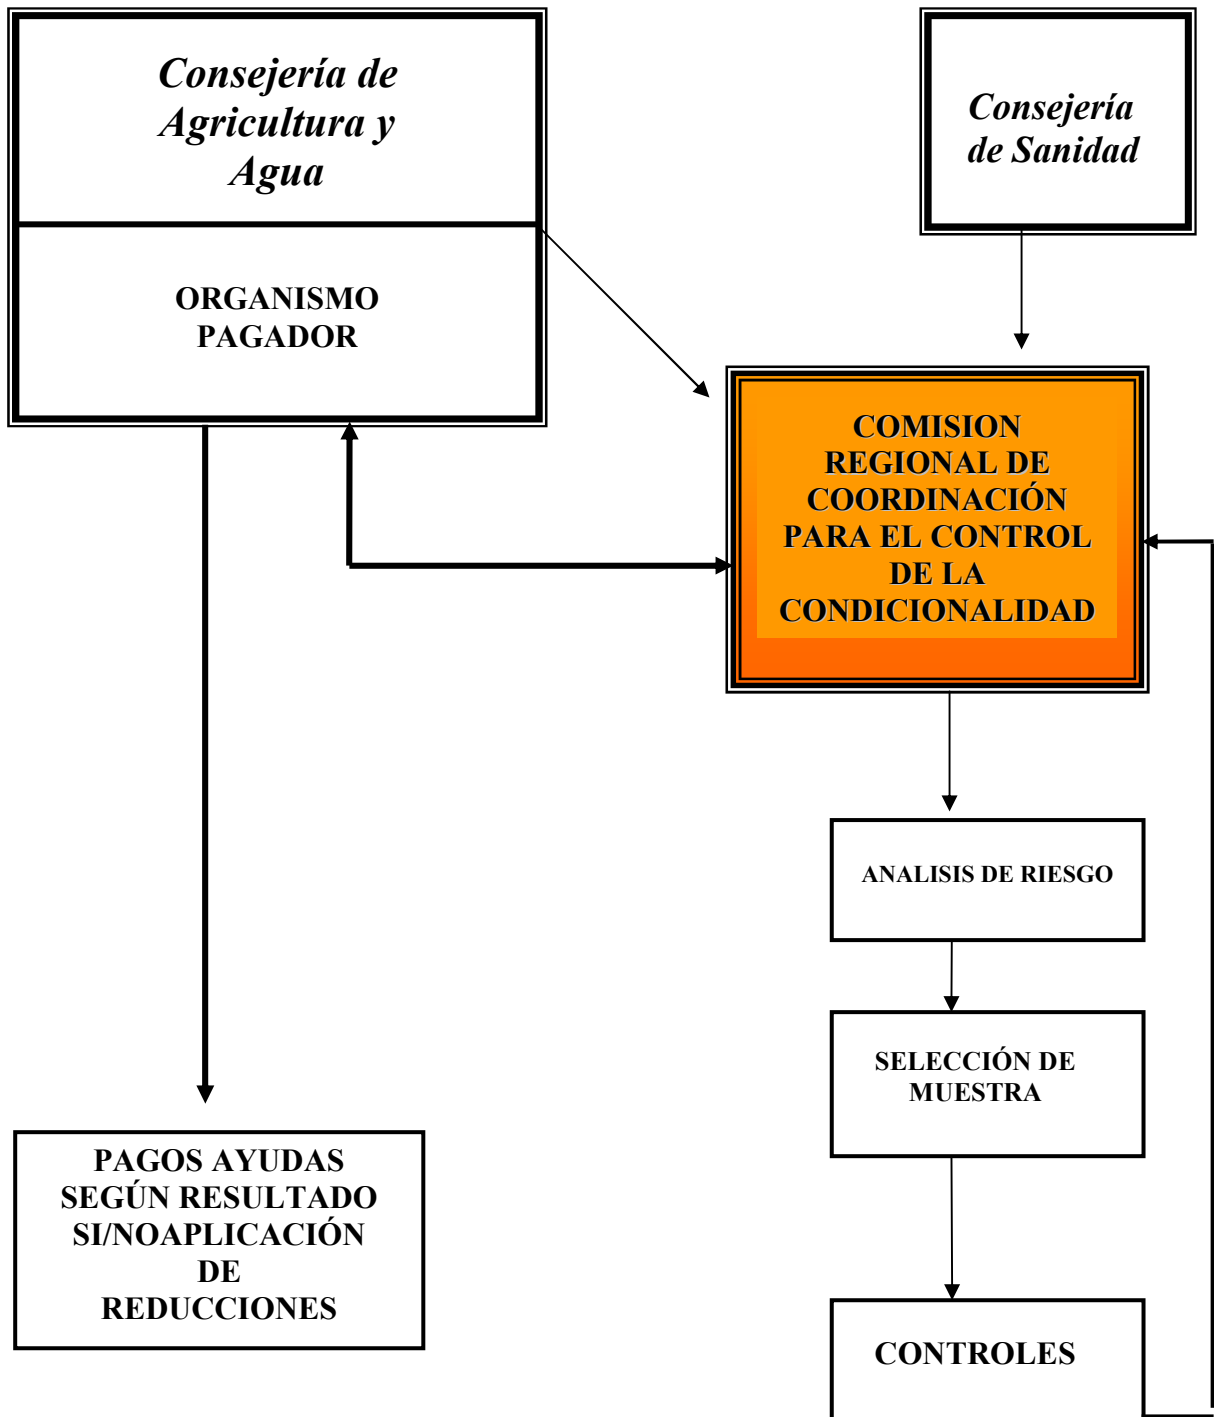 Consejería de
Agricultura y
Agua
ORGANISMO
PAGADOR
Consejería
de Sanidad
COMISION
REGIONAL DE
COORDINACIÓN
PARA EL CONTROL
DE LA
CONDICIONALIDAD
ANALISIS DE RIESGO
SELECCIÓN DE
MUESTRA
CONTROLES
PAGOS AYUDAS
SEGÚN RESULTADO
SI/NOAPLICACIÓN
DE
REDUCCIONES